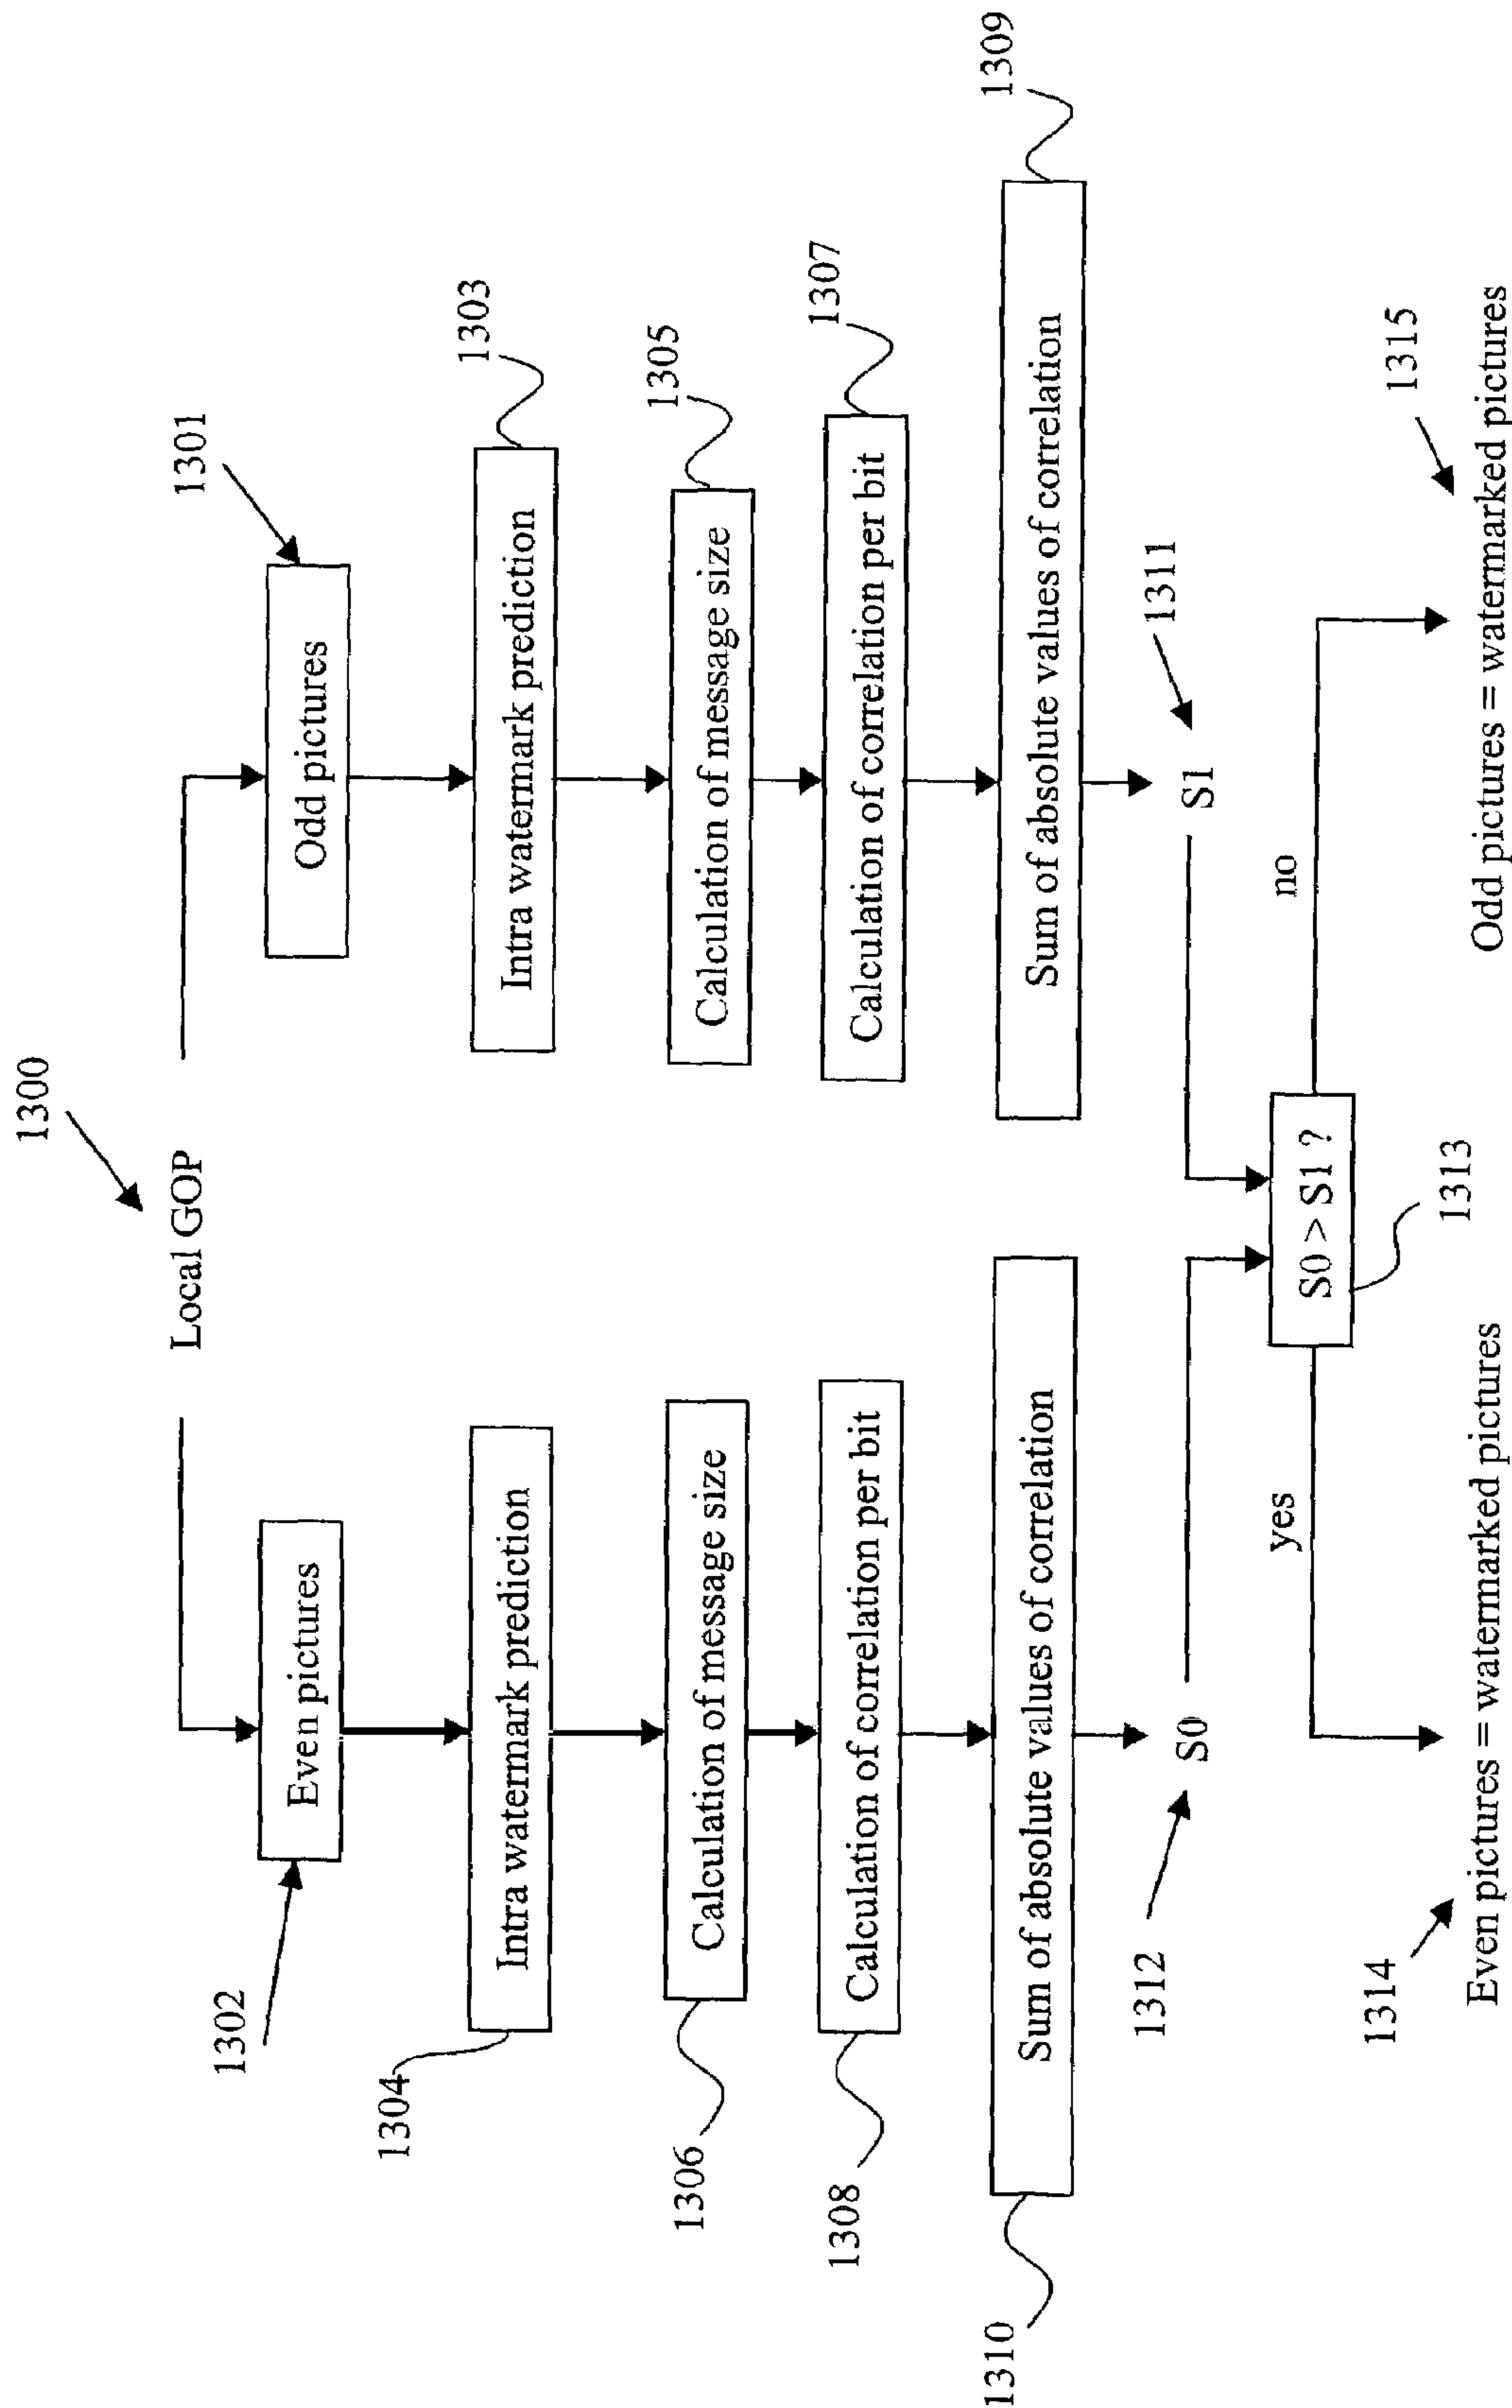 1300
Local GOP
1302
Even pictures
1301
Odd pictures
1304
Intra watermark prediction
1303
Intra watermark prediction
1306
Calculation of message size
1305
Calculation of message size
1308
Calculation of correlation per bit
1307
Calculation of correlation per bit
1310
Sum of absolute values of correlation
1309
Sum of absolute values of correlation
1312
S0
1311
S1
S0 > S1 ?
1313
yes
no
1314
Even pictures = watermarked pictures
1315
Odd pictures = watermarked pictures